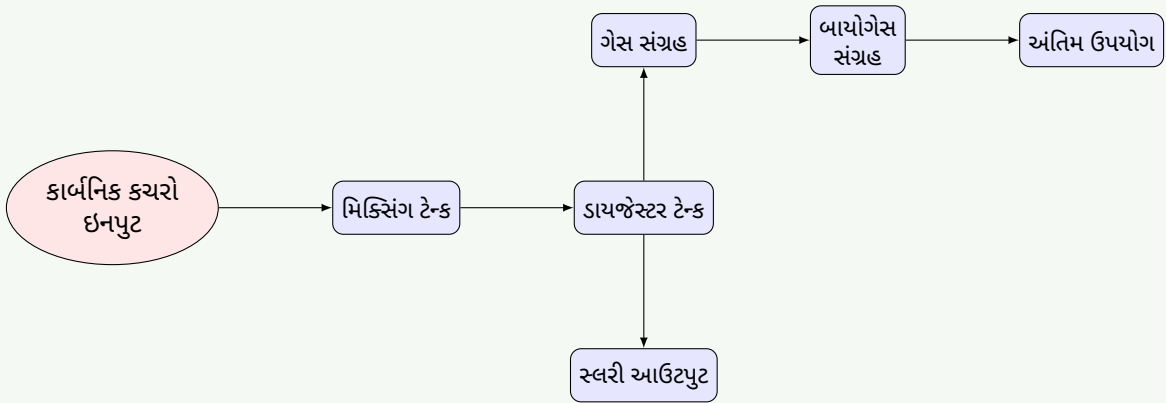 ગેસ સંગ્રહ
બાયોગેસ
સંગ્રહ
અંતિમ ઉપયોગ
કાર્બનિક કચરો
ઇનપુટ
મિક્સિંગ ટેન્ક
ડાયજેસ્ટર ટેન્ક
સ્લરી આઉટપુટ